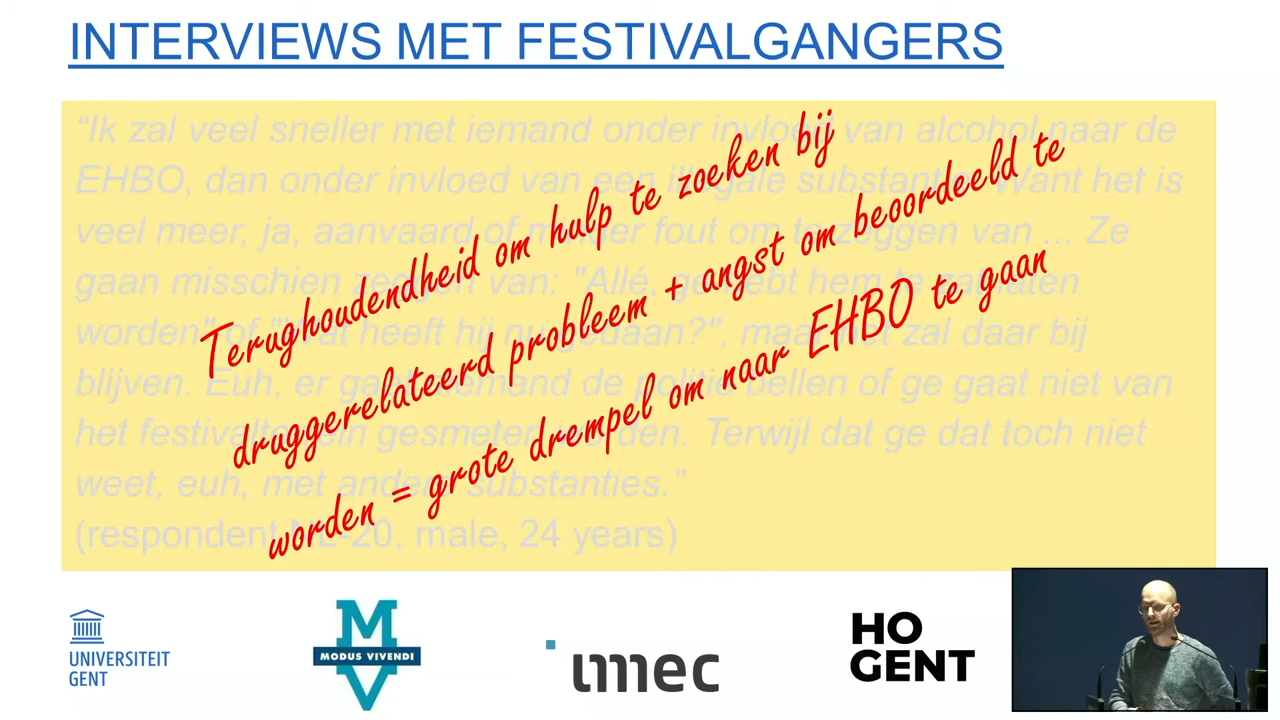 INTERVIEWS MET FESTIVALGANGERS
“Ik zal veel sneller met iemand onder invloed van alcohol naar de
EHBO, dan onder invloed van een illegale substantie. Want het is
veel meer, ja, aanvaard of minder fout om te zeggen van ... Ze
gaan misschien zeggen van: "Allé, ge hebt hem te zat laten
worden" of "Wat heeft hij nu gedaan?", maar het zal daar bij
blijven. Euh, er gaat niemand de politie bellen of ge gaat niet van
het festivalterrein gesmeten worden. Terwijl dat ge dat toch niet
weet, euh, met andere substanties.”
(respondent NL-20, male, 24 years)
Terughoudendheid om hulp te zoeken bij
druggerelateerd probleem + angst om beoordeeld te
worden = grote drempel om naar EHBO te gaan
UNIVERSITEIT
GENT
M
MODUS VIVENDI
V
imec
HO
GENT